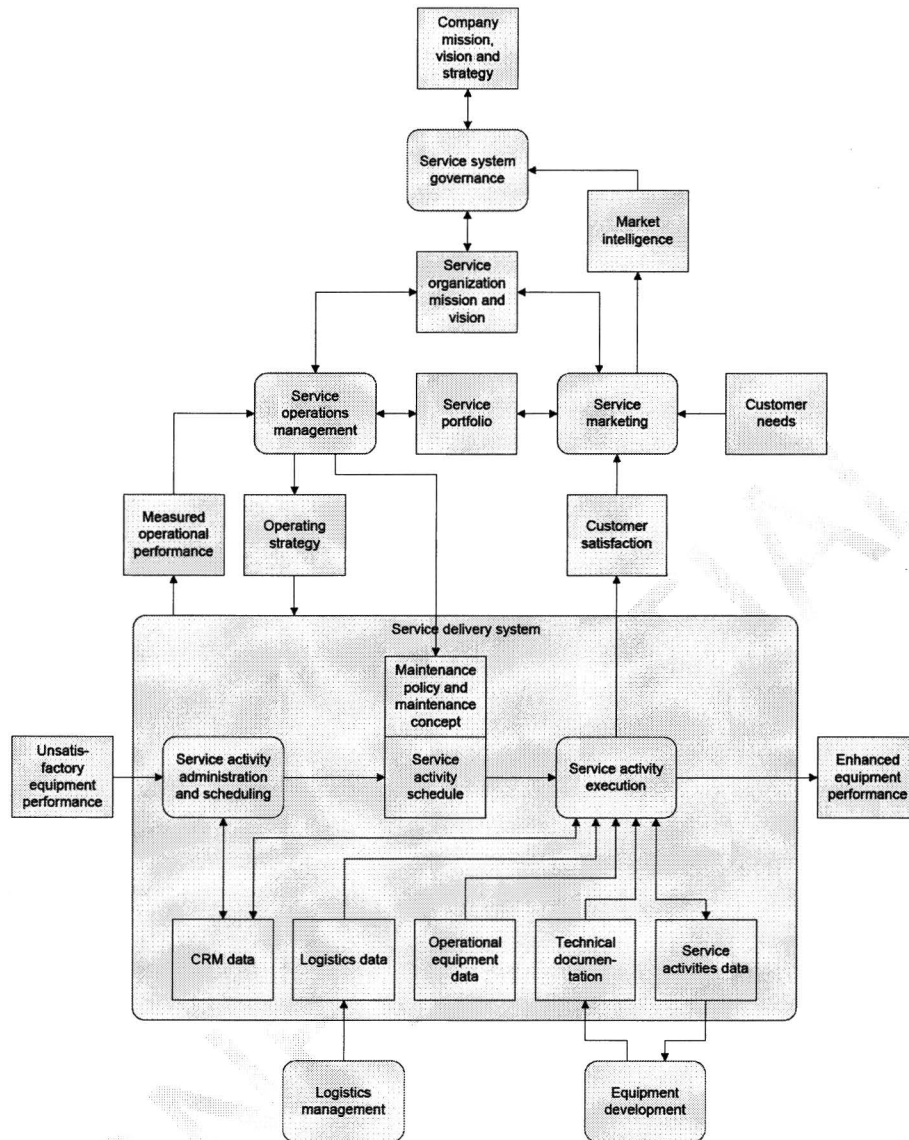 Company
mission,
vision and
strategy
Service system
governance
Market
intelligence
Service
organization
mission and
vision
Service
operations
management
Service
portfolio
Service
marketing
Customer
needs
Measured
operational
performance
Operating
strategy
Customer
satisfaction
Service delivery system
Maintenance
policy and
maintenance
concept
Unsatis-
factory
equipment
performance
Service activity
administration
and scheduling
Service
activity
schedule
Service activity
execution
Enhanced
equipment
performance
CRM data
Logistics data
Operational
equipment
data
Technical
documen-
tation
Service
activities data
Logistics
management
Equipment
development